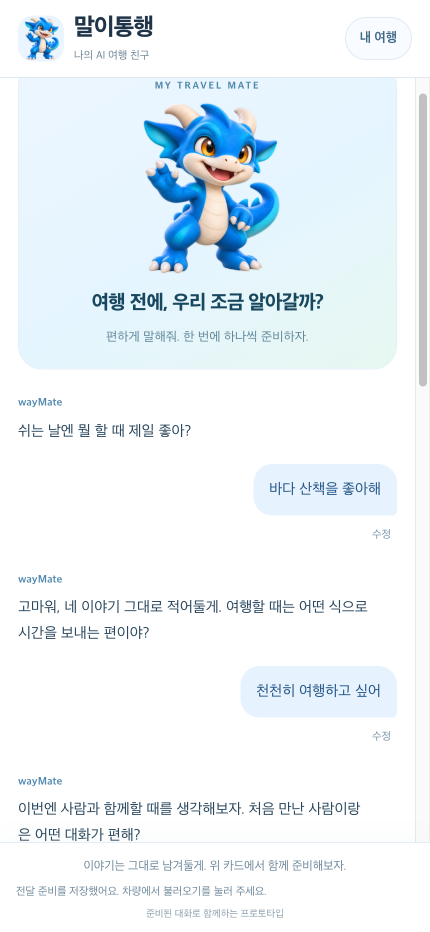 말이통행
나의 AI 여행 친구
내 여행
MY TRAVEL MATE
여행 전에, 우리 조금 알아갈까?
편하게 말해줘. 한 번에 하나씩 준비하자.
wayMate
쉬는 날엔 뭘 할 때 제일 좋아?
바다 산책을 좋아해
수정
wayMate
고마워, 네 이야기 그대로 적어둘게. 여행할 때는 어떤 식으로
시간을 보내는 편이야?
천천히 여행하고 싶어
수정
wayMate
이번엔 사람과 함께할 때를 생각해보자. 처음 만난 사람이랑
은 어떤 대화가 편해?
이야기는 그대로 남겨둘게. 위 카드에서 함께 준비해보자.
전달 준비를 저장했어요. 차량에서 불러오기를 눌러 주세요.
준비된 대화로 함께하는 프로토타입